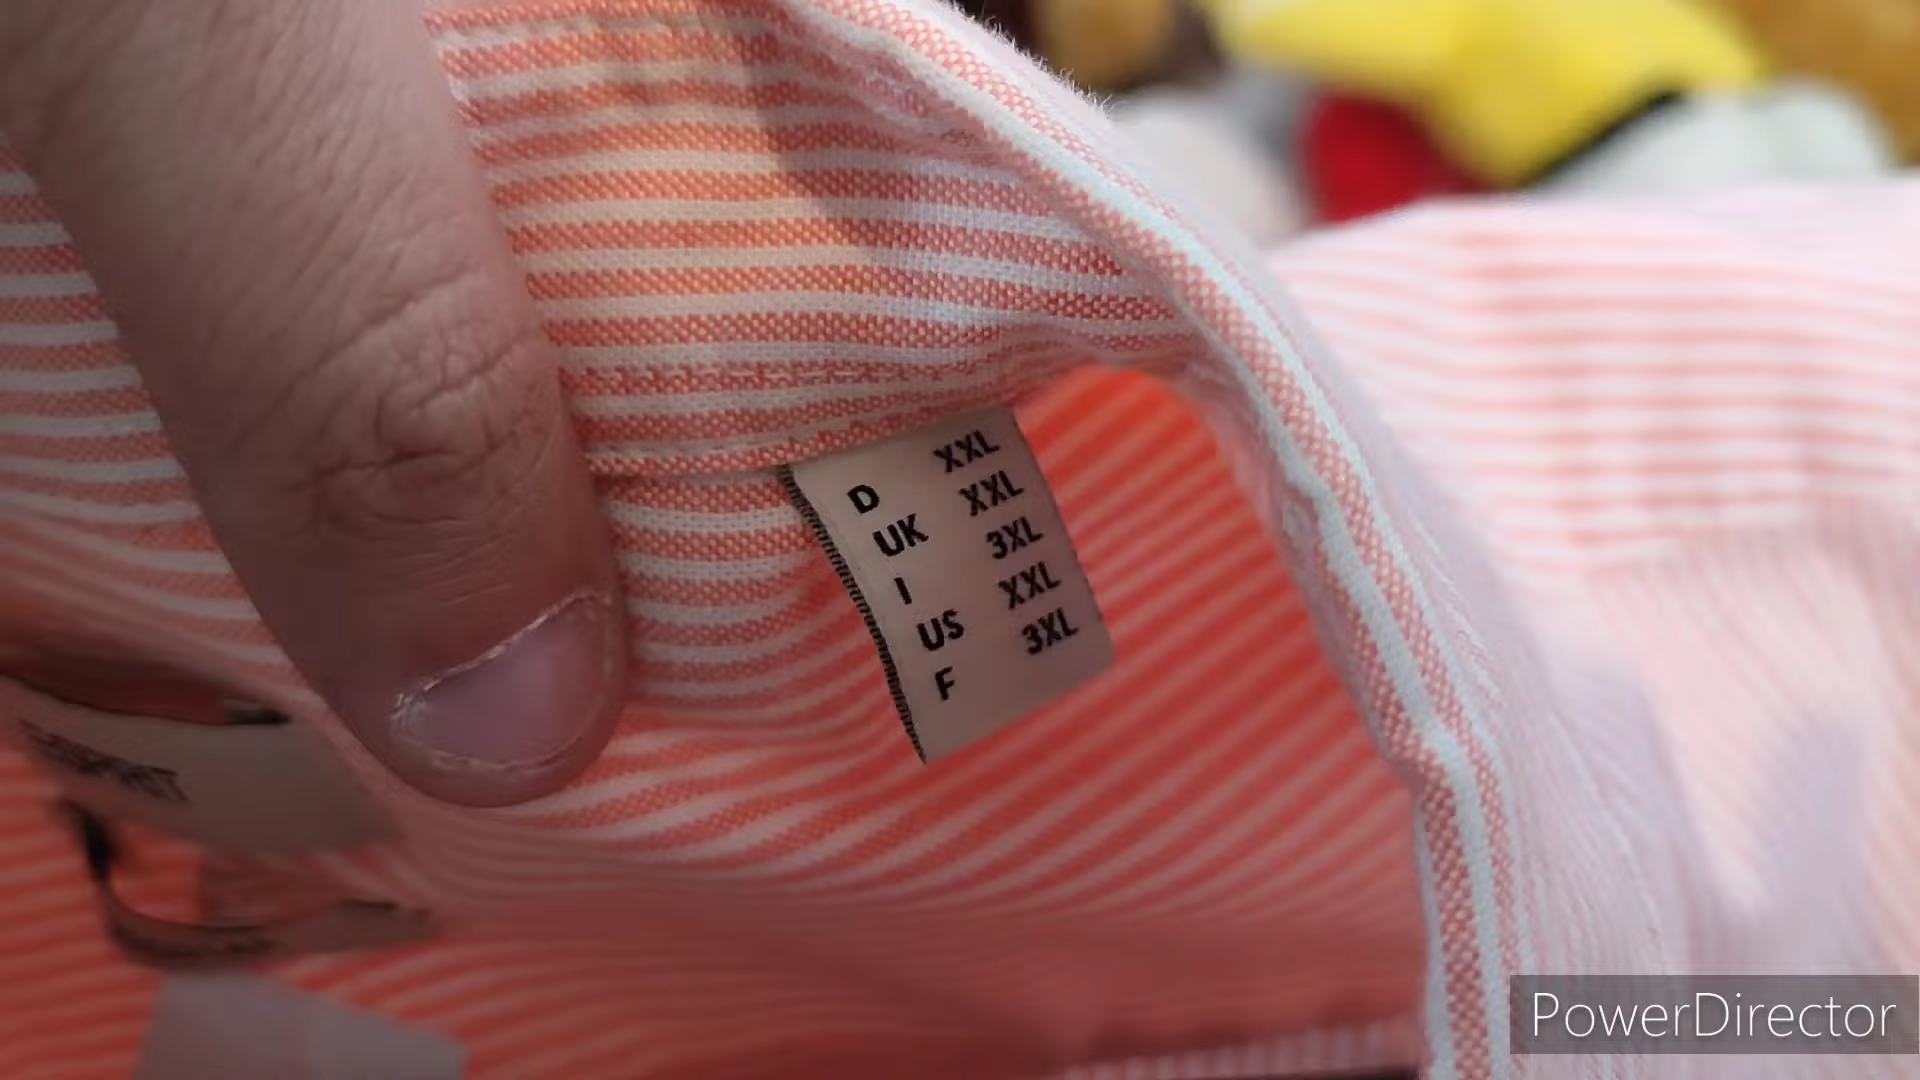 D XXL
UK XXL
I 3XL
US XXL
F 3XL
PowerDirector